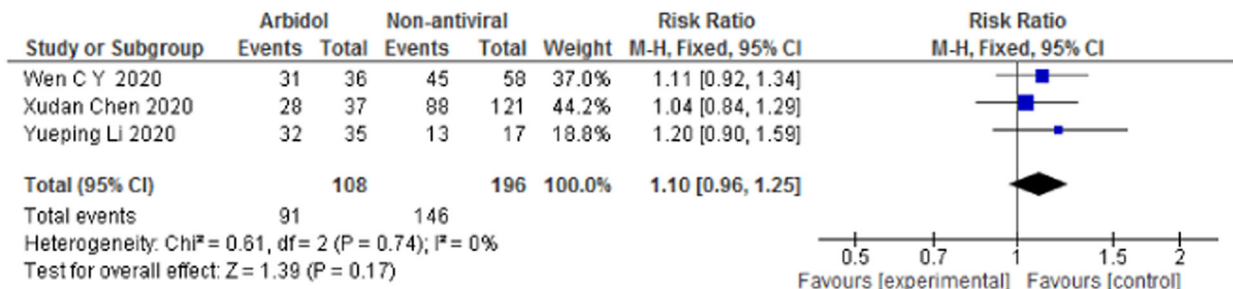 Arbidol Non-antiviral Risk Ratio Risk Ratio
Study or Subgroup Events Total Events Total Weight M-H, Fixed, 95% CI M-H, Fixed, 95% CI
Wen C Y 2020 31 36 45 58 37.0% 1.11 [0.92, 1.34]
Xudan Chen 2020 28 37 88 121 44.2% 1.04 [0.84, 1.29]
Yueping Li 2020 32 35 13 17 18.8% 1.20 [0.90, 1.59]
Total (95% CI) 108 196 100.0% 1.10 [0.96, 1.25]
Total events 91 146
Heterogeneity: Chi² = 0.61, df = 2 (P = 0.74); I² = 0%
Test for overall effect: Z = 1.39 (P = 0.17)
0.5 0.7 1 1.5 2
Favours [experimental] Favours [control]